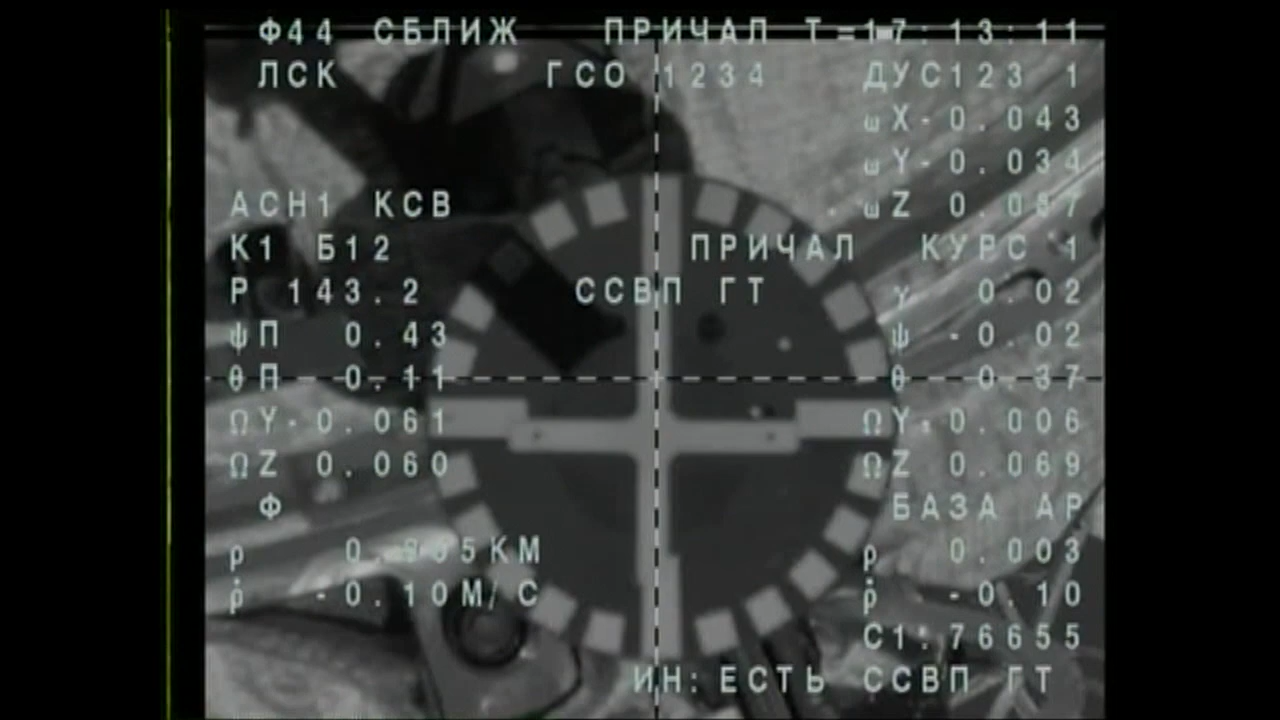 Ф44 СБЛИЖ ПРИЧАЛ Т=17:13:11
ЛСК ГСО 1234 ДУС123 1
ωX-0.043
ωY-0.034
АСН1 КСВ ωZ 0.087
К1 Б12 ПРИЧАЛ КУРС 1
Р 143.2 ССВП ГТ γ 0.02
ψП 0.43 ψ -0.02
θП 0.11 θ 0.37
ΩY-0.061 ΩY-0.006
ΩZ 0.060 ΩZ 0.069
Ф БАЗА АР
ρ КМ ρ 0.003
ρ̇ -0.10М/С ρ̇ -0.10
С1:76655
ИН:ЕСТЬ ССВП ГТ